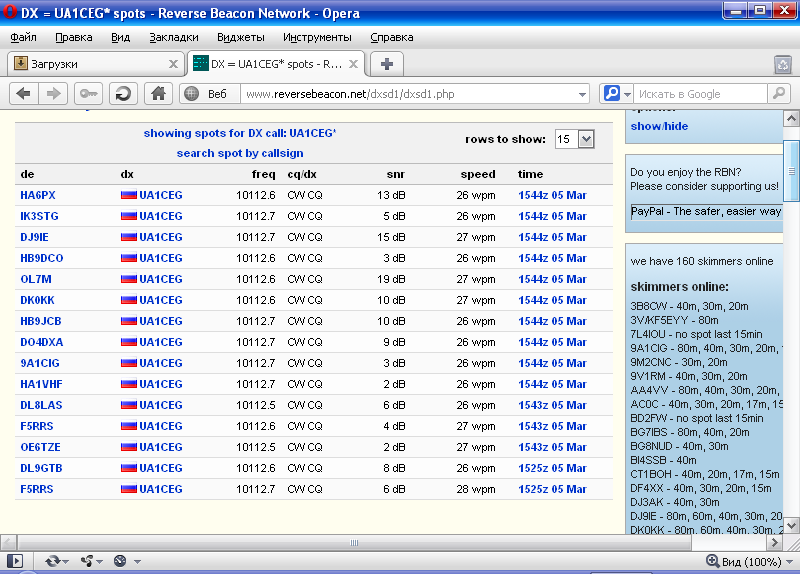 DX = UA1CEG* spots - Reverse Beacon Network - Opera
Файл Правка Вид Закладки Виджеты Инструменты Справка
Загрузки DX = UA1CEG* spots - R...
Веб www.reversebeacon.net/dxsd1/dxsd1.php Искать в Google
showing spots for DX call: UA1CEG*
search spot by callsign
rows to show: 15
de dx freq cq/dx snr speed time
HA6PX UA1CEG 10112.6 CW CQ 13 dB 26 wpm 1544z 05 Mar
IK3STG UA1CEG 10112.7 CW CQ 5 dB 26 wpm 1544z 05 Mar
DJ9IE UA1CEG 10112.7 CW CQ 15 dB 27 wpm 1544z 05 Mar
HB9DCO UA1CEG 10112.6 CW CQ 3 dB 26 wpm 1544z 05 Mar
OL7M UA1CEG 10112.6 CW CQ 19 dB 27 wpm 1544z 05 Mar
DK0KK UA1CEG 10112.6 CW CQ 10 dB 27 wpm 1544z 05 Mar
HB9JCB UA1CEG 10112.7 CW CQ 10 dB 26 wpm 1544z 05 Mar
DO4DXA UA1CEG 10112.7 CW CQ 9 dB 26 wpm 1544z 05 Mar
9A1CIG UA1CEG 10112.7 CW CQ 3 dB 26 wpm 1544z 05 Mar
HA1VHF UA1CEG 10112.7 CW CQ 2 dB 26 wpm 1544z 05 Mar
DL8LAS UA1CEG 10112.5 CW CQ 6 dB 26 wpm 1543z 05 Mar
F5RRS UA1CEG 10112.6 CW CQ 4 dB 27 wpm 1543z 05 Mar
OE6TZE UA1CEG 10112.5 CW CQ 2 dB 27 wpm 1543z 05 Mar
DL9GTB UA1CEG 10112.6 CW CQ 8 dB 26 wpm 1525z 05 Mar
F5RRS UA1CEG 10112.7 CW CQ 6 dB 28 wpm 1525z 05 Mar
show/hide
Do you enjoy the RBN?
Please consider supporting us!
PayPal - The safer, easier way
we have 160 skimmers online
skimmers online:
3B8CW - 40m, 30m, 20m
3V/KF5EYY - 80m
7L4IOU - no spot last 15min
9A1CIG - 80m, 40m, 30m, 20m,
9M2CNC - 30m, 20m
9V1RM - 40m, 30m, 20m
AA4VV - 80m, 40m, 30m, 20m,
AC0C - 40m, 30m, 20m, 17m, 15
BD2FW - no spot last 15min
BG7IBS - 80m, 40m, 20m
BG8NUD - 40m, 30m
BI4SSB - 40m
CT1BOH - 40m, 20m, 17m, 15m
DF4XX - 40m, 30m, 20m, 15m
DJ3AK - 40m, 30m
DJ9IE - 80m, 60m, 40m, 30m, 20
DK0KK - 80m, 60m, 40m, 30m, 2
Вид (100%)